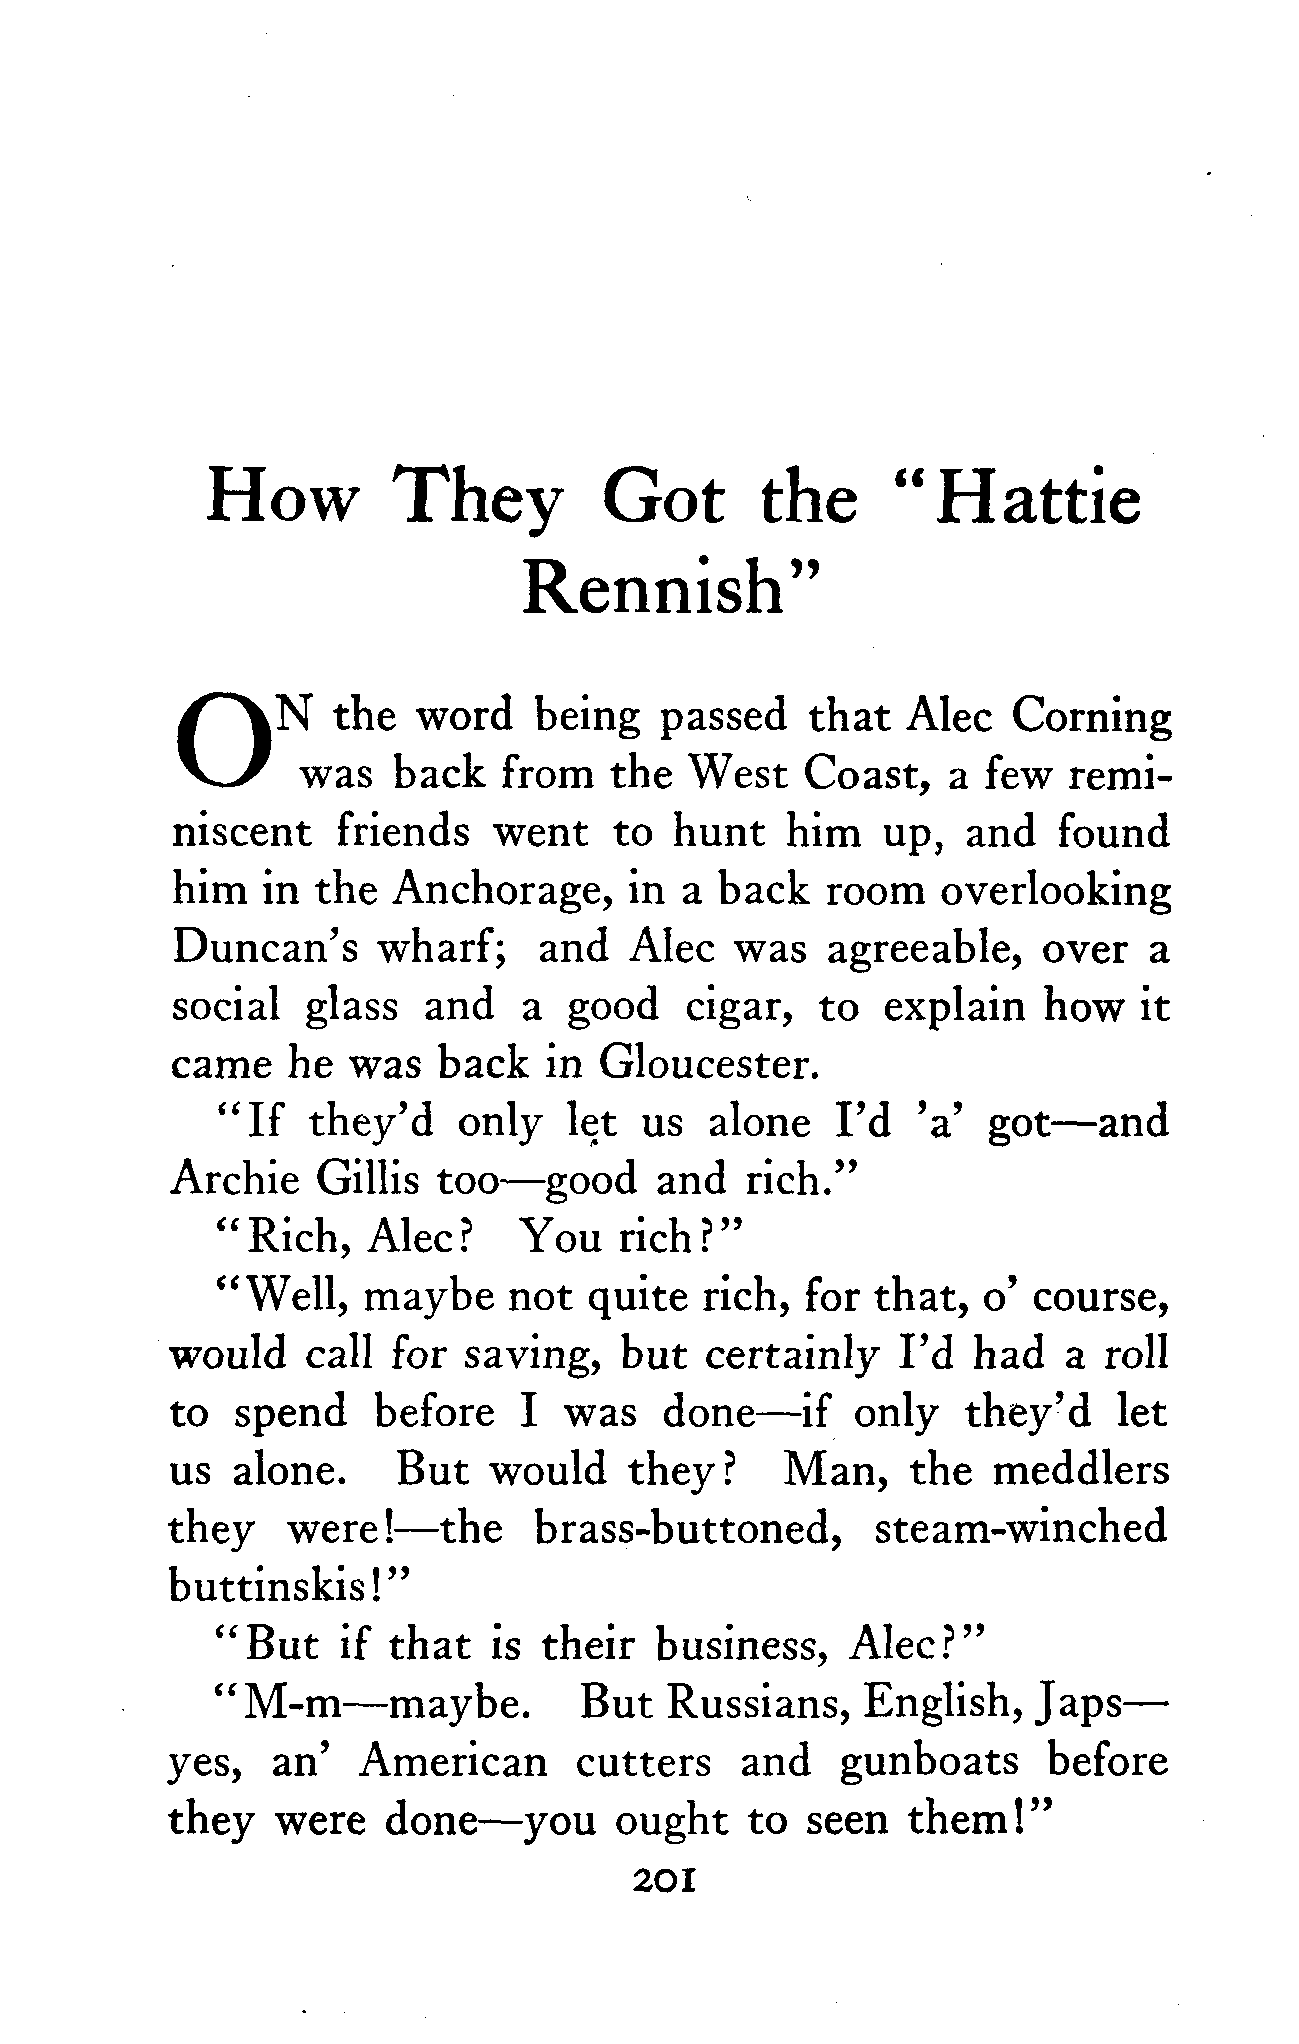 How They Got the “Hattie
Rennish”
ON the word being passed that Alec Corning
was back from the West Coast, a few remi-
niscent friends went to hunt him up, and found
him in the Anchorage, in a back room overlooking
Duncan’s wharf; and Alec was agreeable, over a
social glass and a good cigar, to explain how it
came he was back in Gloucester.
“If they’d only let us alone I’d ’a’ got—and
Archie Gillis too—good and rich.”
“Rich, Alec? You rich?”
“Well, maybe not quite rich, for that, o’ course,
would call for saving, but certainly I’d had a roll
to spend before I was done—if only they’d let
us alone. But would they? Man, the meddlers
they were!—the brass-buttoned, steam-winched
buttinskis!”
“But if that is their business, Alec?”
“M-m—maybe. But Russians, English, Japs—
yes, an’ American cutters and gunboats before
they were done—you ought to seen them!”
201